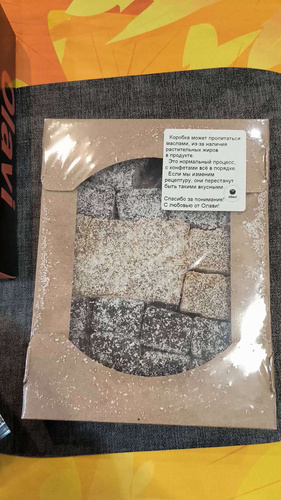 Olavi
Коробка может пропитаться
маслами, из-за наличия
растительных жиров
в продукте.
Это нормальный процесс,
с конфетами всё в порядке.
Если мы изменим
рецептуру, они перестанут
быть такими вкусными.
Спасибо за понимание!
С любовью от Олави!